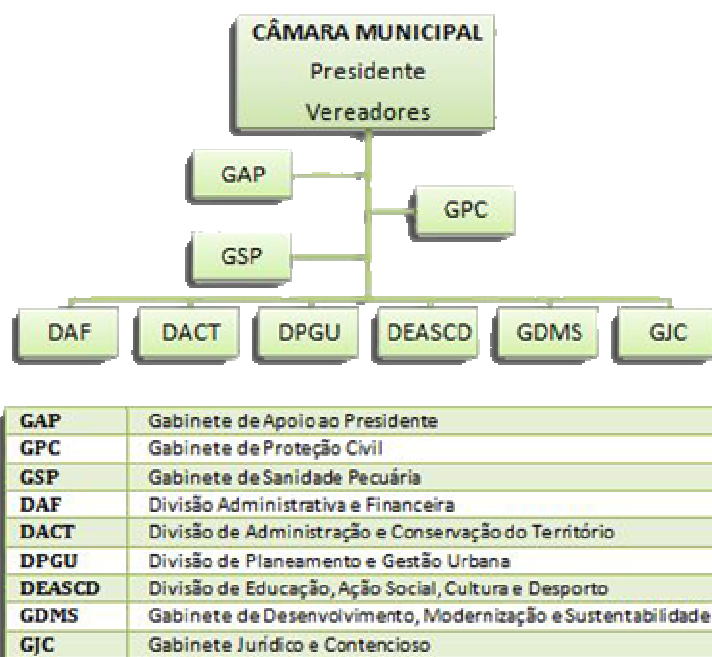 CÂMARA MUNICIPAL
Presidente
Vereadores
GAP
GPC
GSP
DAF DACT DPGU DEASCD GDMS GJC
GAP Gabinete de Apoio ao Presidente
GPC Gabinete de Proteção Civil
GSP Gabinete de Sanidade Pecuária
DAF Divisão Administrativa e Financeira
DACT Divisão de Administração e Conservação do Território
DPGU Divisão de Planeamento e Gestão Urbana
DEASCD Divisão de Educação, Ação Social, Cultura e Desporto
GDMS Gabinete de Desenvolvimento, Modernização e Sustentabilidade
GJC Gabinete Jurídico e Contencioso